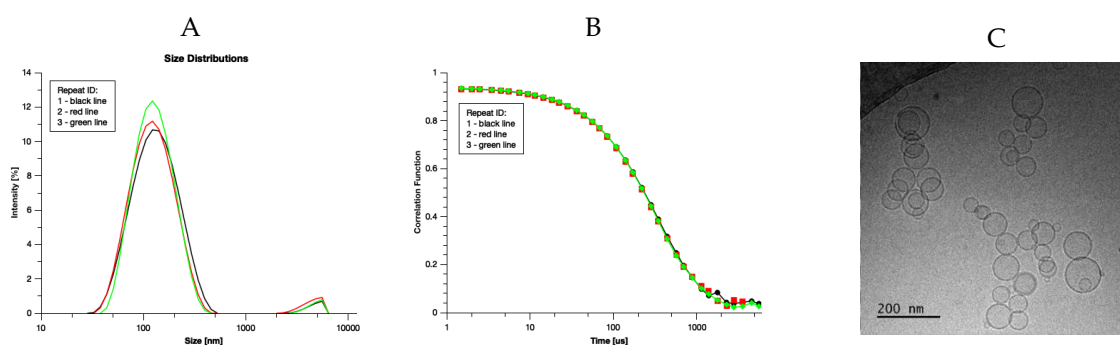 A
Size Distributions
Repeat ID:
1 - black line
2 - red line
3 - green line
Intensity [%]
14
12
10
8
6
4
2
0
10
100
1000
10000
Size [nm]
B
Repeat ID:
1 - black line
2 - red line
3 - green line
Correlation Function
1
0.8
0.6
0.4
0.2
0
1
10
100
1000
Time [us]
C
200 nm